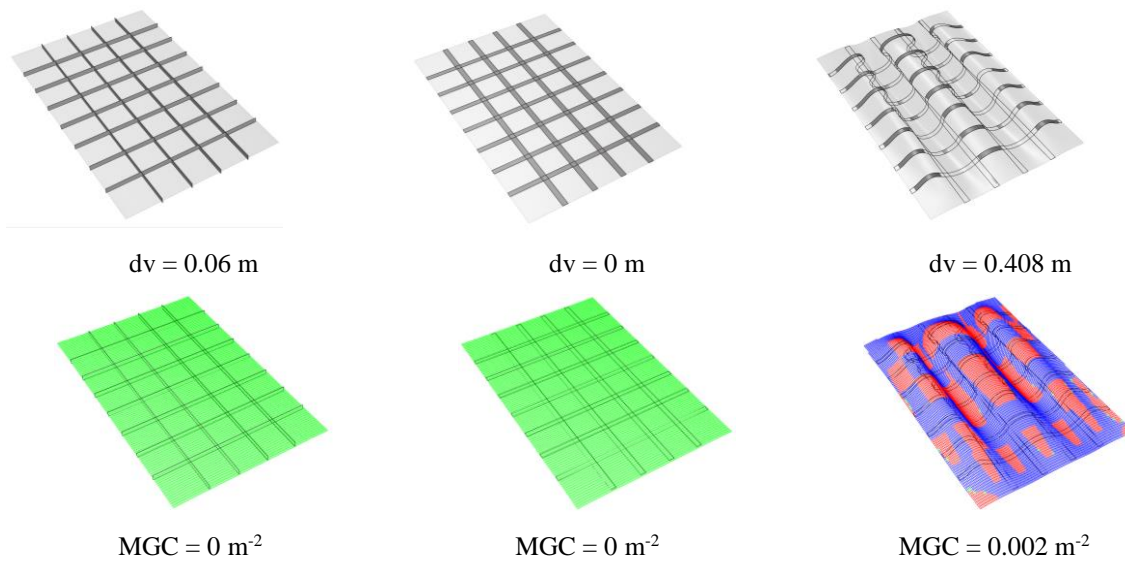 dv = 0.06 m
dv = 0 m
dv = 0.408 m
MGC = 0 m⁻²
MGC = 0 m⁻²
MGC = 0.002 m⁻²